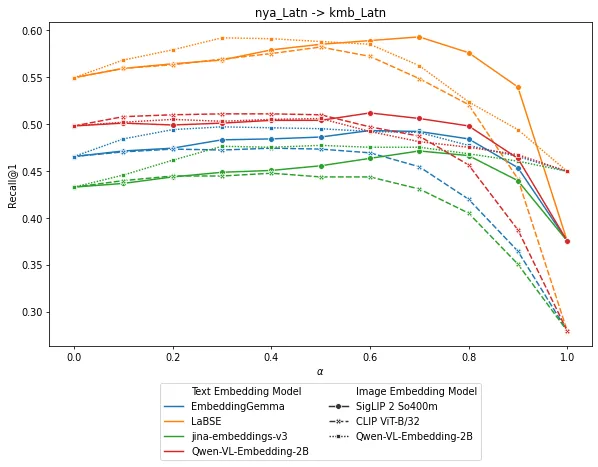 nya_Latn -> kmb_Latn
0.60
0.55
0.50
0.45
0.40
0.35
0.30
Recall@1
0.0 0.2 0.4 0.6 0.8 1.0
α
Text Embedding Model Image Embedding Model
EmbeddingGemma SigLIP 2 So400m
LaBSE CLIP ViT-B/32
jina-embeddings-v3 Qwen-VL-Embedding-2B
Qwen-VL-Embedding-2B